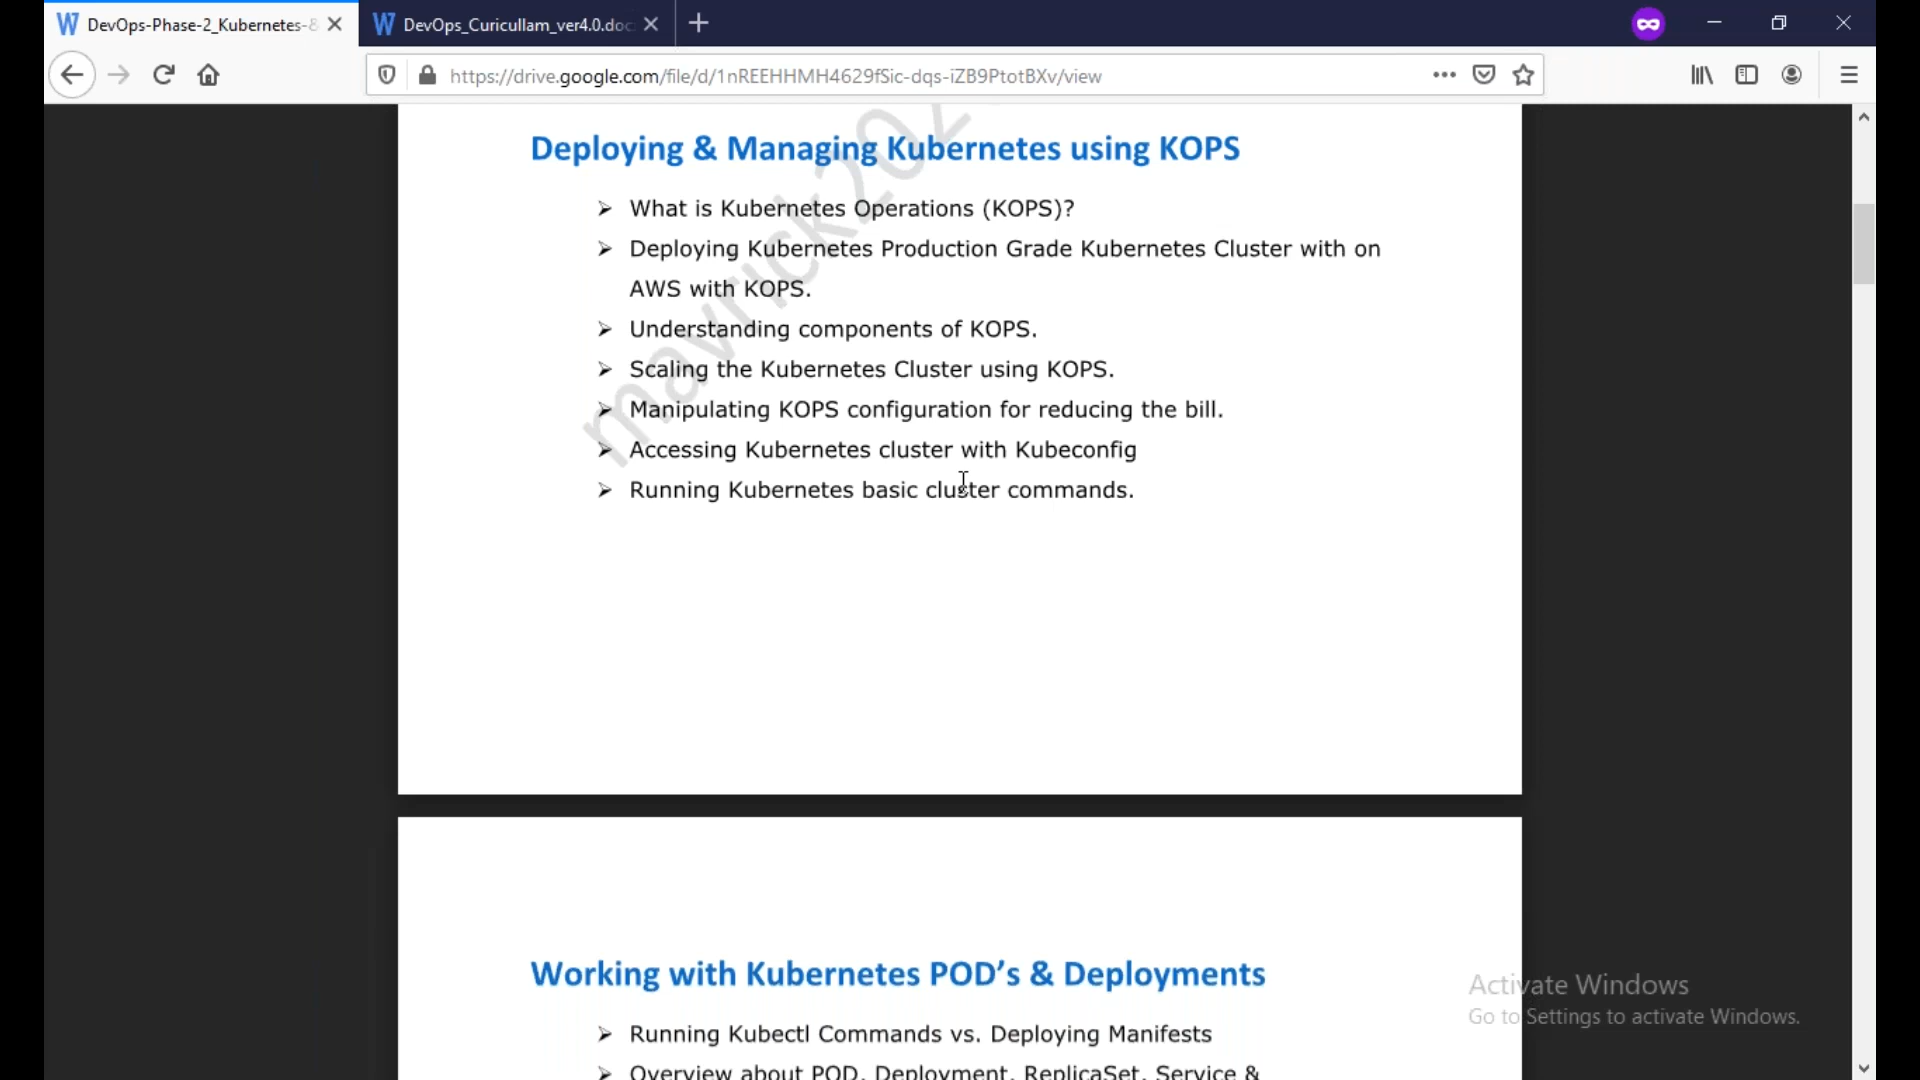 DevOps-Phase-2_Kubernetes-&
DevOps_Curicullam_ver4.0.doc
https://drive.google.com/file/d/1nREEHHMH4629fSic-dqs-iZB9PtotBXv/view
Deploying & Managing Kubernetes using KOPS
➢ What is Kubernetes Operations (KOPS)?
➢ Deploying Kubernetes Production Grade Kubernetes Cluster with on
AWS with KOPS.
➢ Understanding components of KOPS.
➢ Scaling the Kubernetes Cluster using KOPS.
➢ Manipulating KOPS configuration for reducing the bill.
➢ Accessing Kubernetes cluster with Kubeconfig
➢ Running Kubernetes basic cluster commands.
mavrick202
Working with Kubernetes POD’s & Deployments
➢ Running Kubectl Commands vs. Deploying Manifests
➢ Overview about POD, Deployment, ReplicaSet, Service &
Activate Windows
Go to Settings to activate Windows.